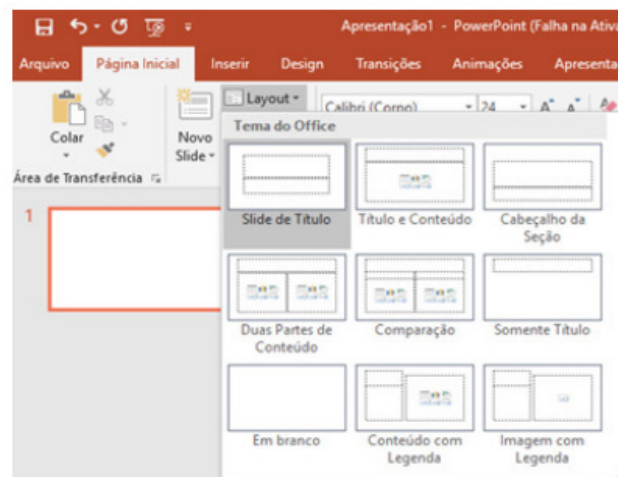 Apresentação1 - PowerPoint (Falha na Ativa
Arquivo Página Inicial Inserir Design Transições Animações Apresenta
Layout
Calibri (Corpo) 24 A A
Colar
Novo
Slide
Área de Transferência
Tema do Office
Slide de Título Título e Conteúdo Cabeçalho da
Seção
Duas Partes de
Conteúdo
Comparação Somente Título
Em branco Conteúdo com
Legenda
Imagem com
Legenda
1